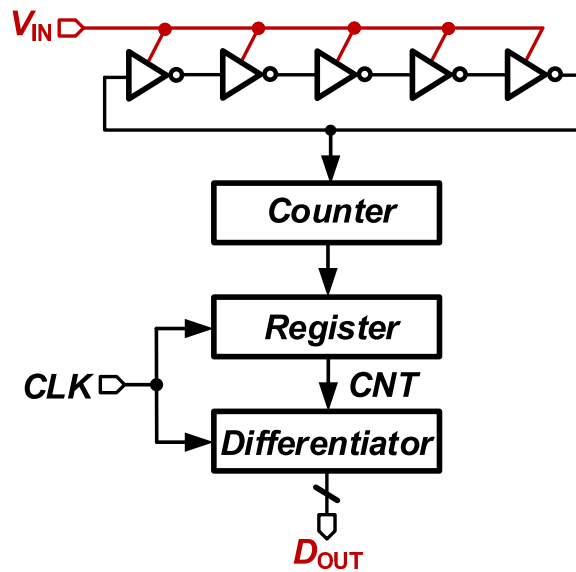 VIN
Counter
Register
CLK
CNT
Differentiator
DOUT